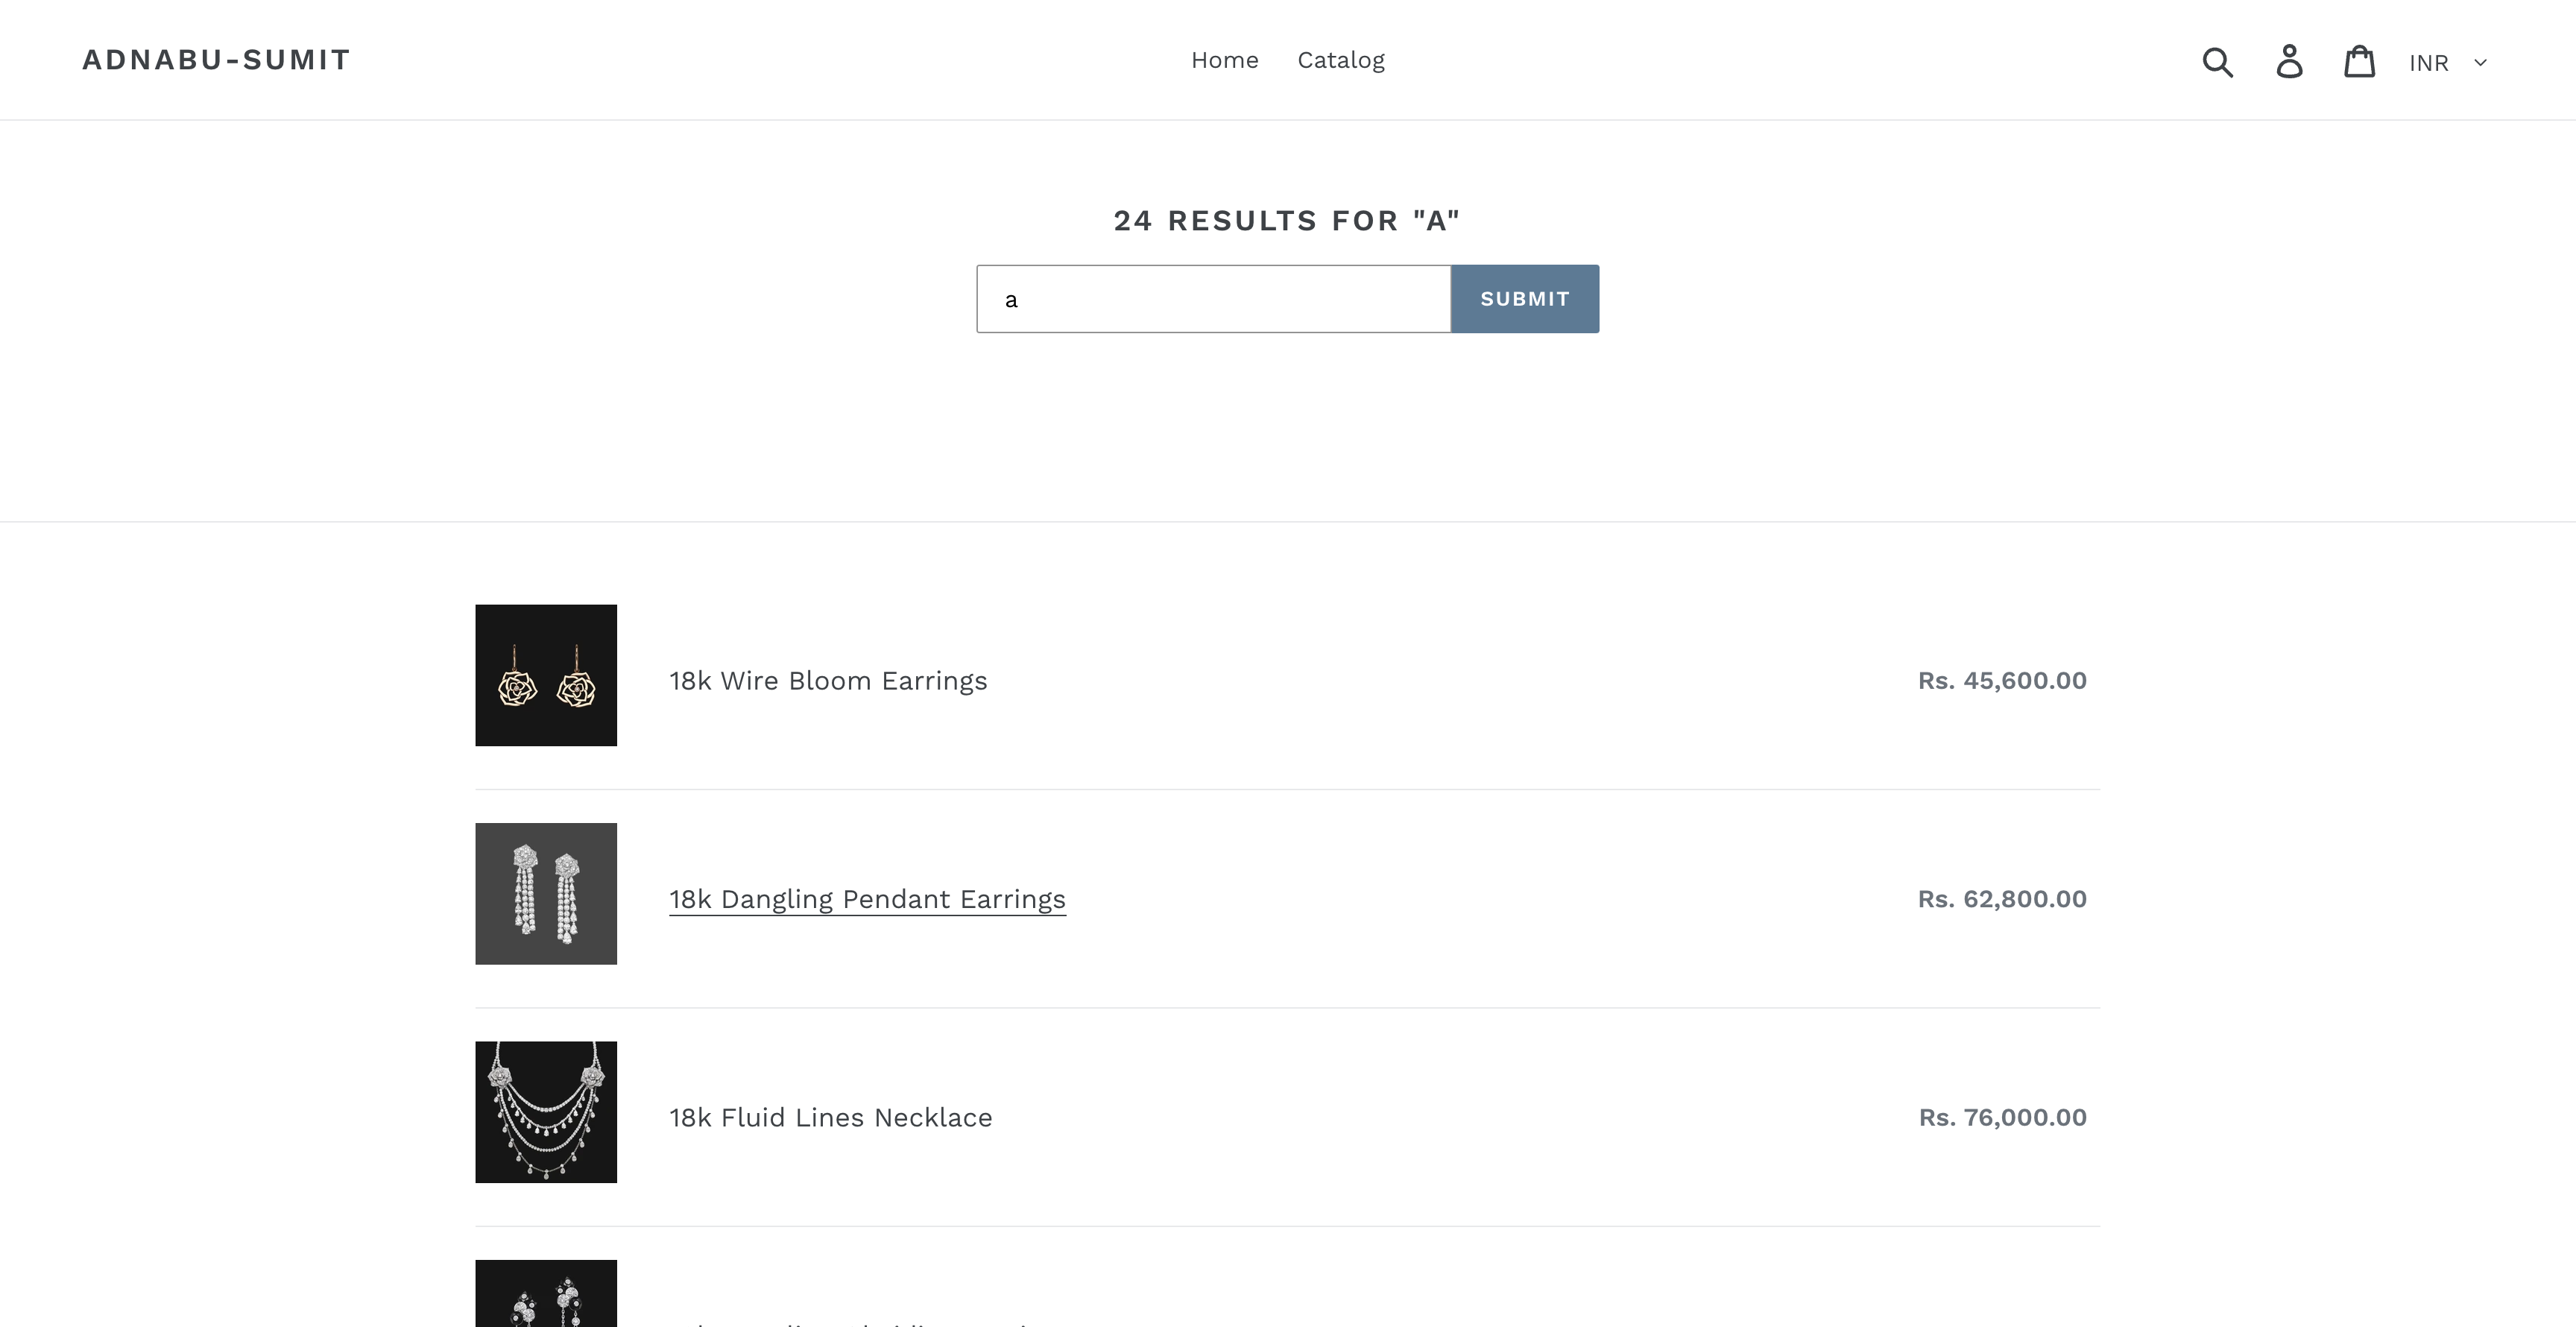 ADNABU-SUMIT
Home Catalog
INR
24 RESULTS FOR "A"
a
SUBMIT
18k Wire Bloom Earrings
Rs. 45,600.00
18k Dangling Pendant Earrings
Rs. 62,800.00
18k Fluid Lines Necklace
Rs. 76,000.00